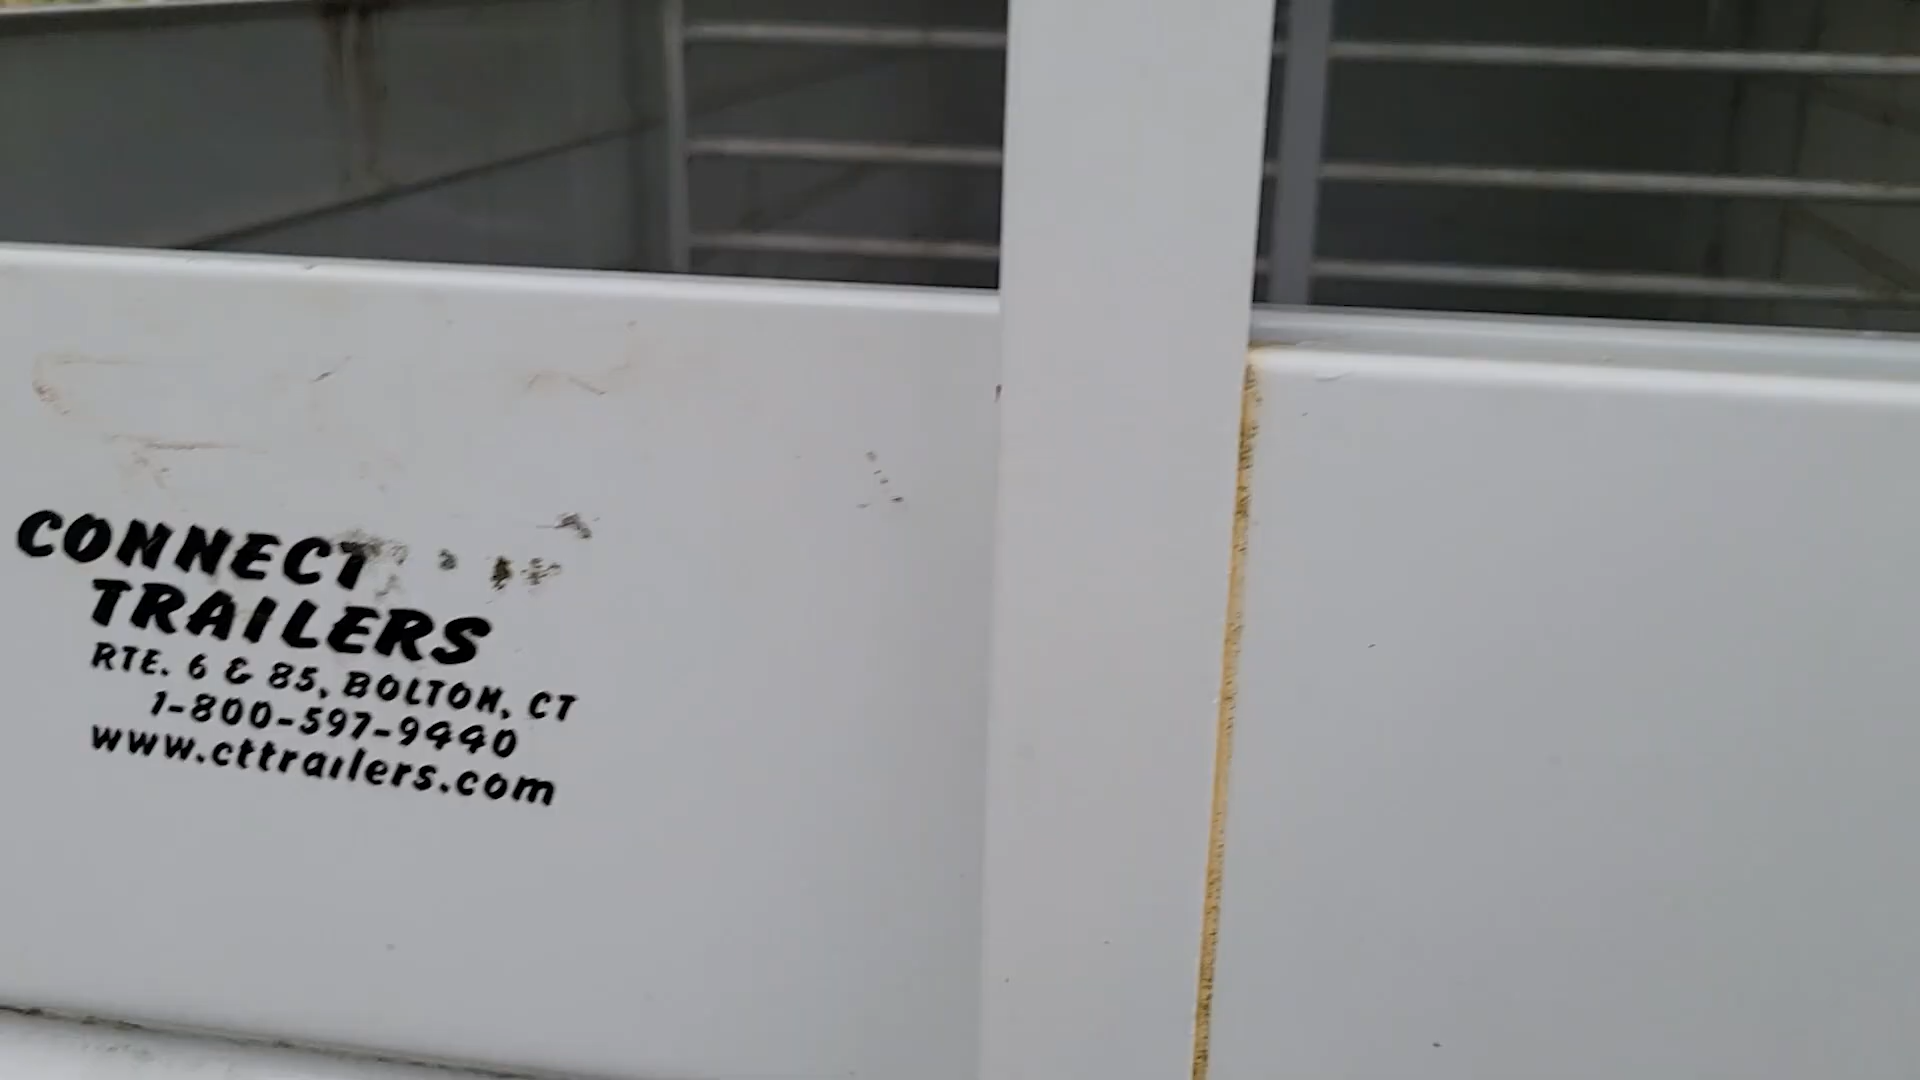 CONNECT
TRAILERS
RTE. 6 & 85, BOLTON, CT
1-800-597-9440
www.cttrailers.com